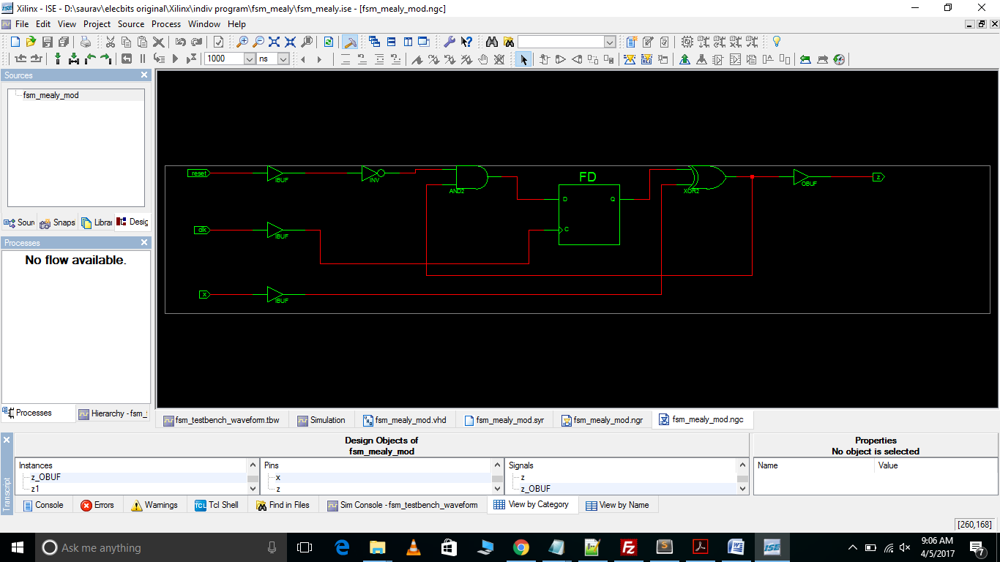 Xilinx - ISE - D:\saurav\elecbits original\Xilinx\indiv program\fsm_mealy\fsm_mealy.ise - [fsm_mealy_mod.ngc]
File Edit View Project Source Process Window Help
1000 ns
Sources
fsm_mealy_mod
Sour Snaps Librai Desig
Processes
No flow available.
Processes Hierarchy - fsm_t
reset IBUF INV AND2 FD D Q C XOR2 OBUF z
clk IBUF
x IBUF
fsm_testbench_waveform.tbw Simulation fsm_mealy_mod.vhd fsm_mealy_mod.syr fsm_mealy_mod.ngr fsm_mealy_mod.ngc
Transcript
Design Objects of
fsm_mealy_mod
Properties
No object is selected
Instances Pins Signals Name Value
z_OBUF x z
z1 z z_OBUF
Console Errors Warnings Tcl Shell Find in Files Sim Console - fsm_testbench_waveform View by Category View by Name
[260,168]
Ask me anything
9:06 AM
4/5/2017
7